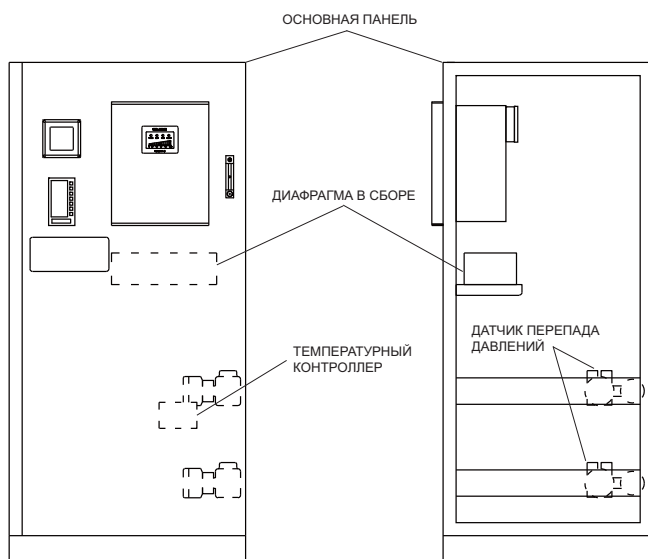 ОСНОВНАЯ ПАНЕЛЬ
ДИАФРАГМА В СБОРЕ
ДАТЧИК ПЕРЕПАДА
ДАВЛЕНИЙ
ТЕМПЕРАТУРНЫЙ
КОНТРОЛЛЕР